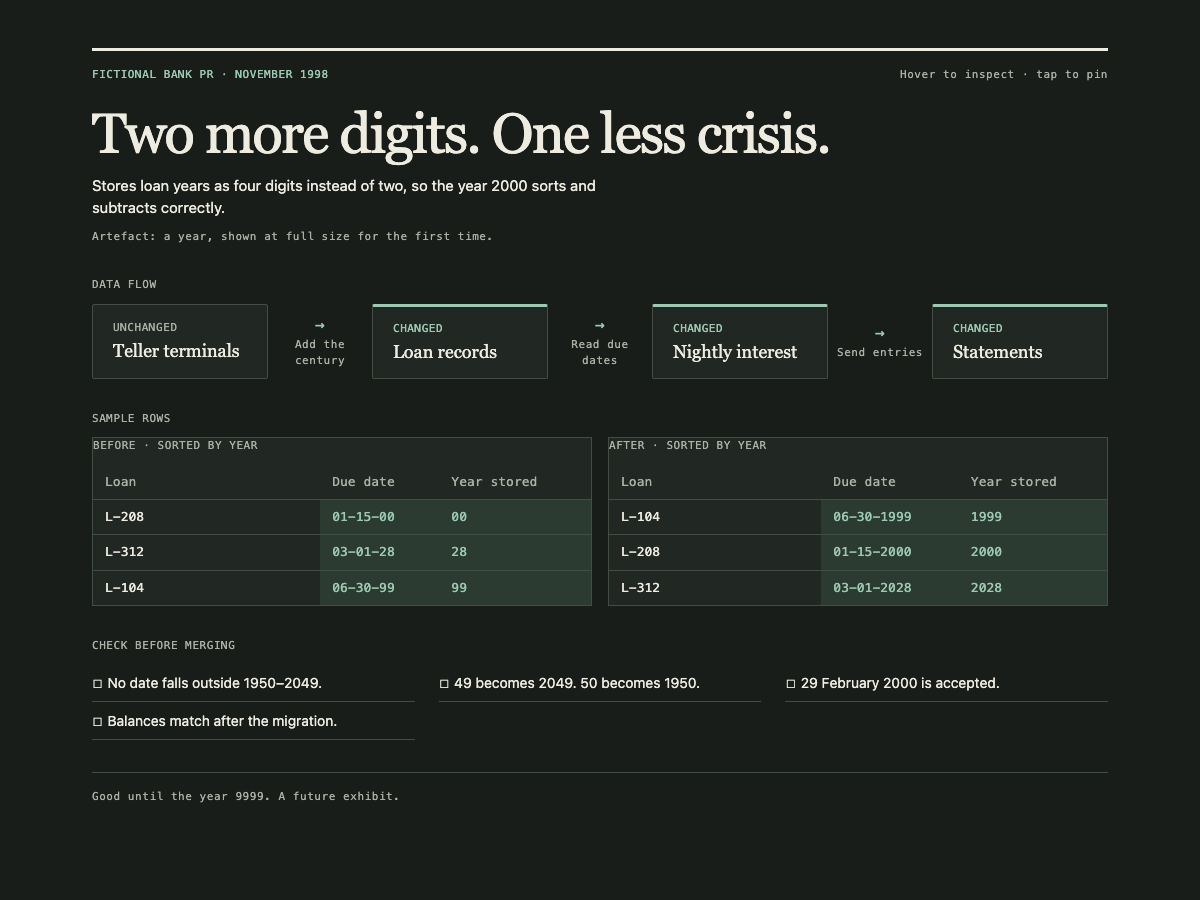 FICTIONAL BANK PR · NOVEMBER 1998
Hover to inspect · tap to pin
Two more digits. One less crisis.
Stores loan years as four digits instead of two, so the year 2000 sorts and
subtracts correctly.
Artefact: a year, shown at full size for the first time.
DATA FLOW
UNCHANGED
Teller terminals
→
Add the
century
CHANGED
Loan records
→
Read due
dates
CHANGED
Nightly interest
→
Send entries
CHANGED
Statements
SAMPLE ROWS
BEFORE · SORTED BY YEAR
Loan Due date Year stored
L–208 01–15–00 00
L–312 03–01–28 28
L–104 06–30–99 99
AFTER · SORTED BY YEAR
Loan Due date Year stored
L–104 06–30–1999 1999
L–208 01–15–2000 2000
L–312 03–01–2028 2028
CHECK BEFORE MERGING
□ No date falls outside 1950–2049.
□ 49 becomes 2049. 50 becomes 1950.
□ 29 February 2000 is accepted.
□ Balances match after the migration.
Good until the year 9999. A future exhibit.